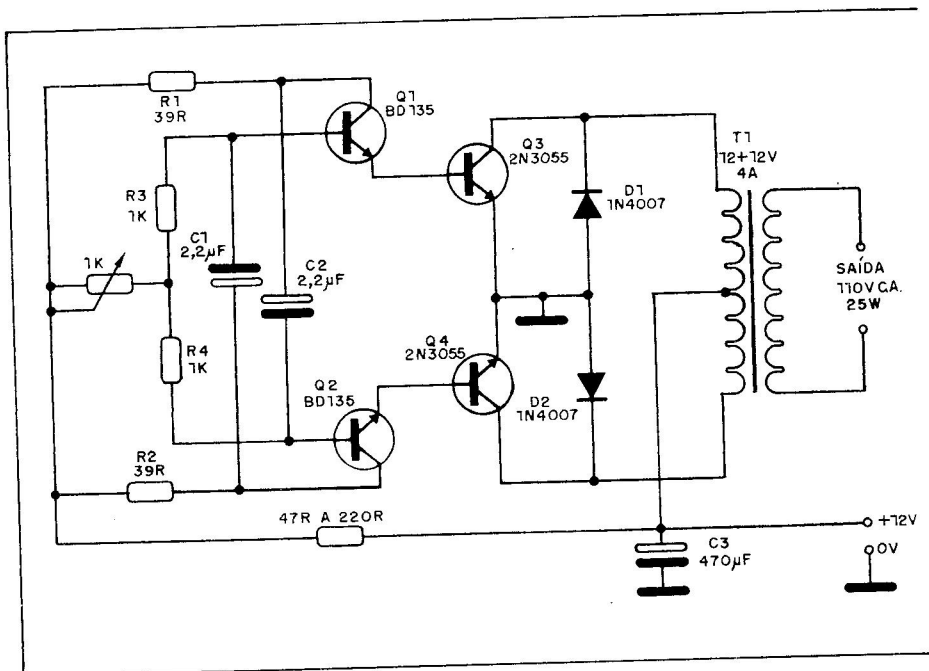 R1
39R
Q1
BD135
Q3
2N3055
T1
12+12V
4A
R3
1K
D1
1N4007
C1
2,2µF
C2
2,2µF
1K
SAÍDA
110V C.A.
25W
R4
1K
Q4
2N3055
Q2
BD135
D2
1N4007
R2
39R
47R A 220R
+12V
C3
470µF
0V